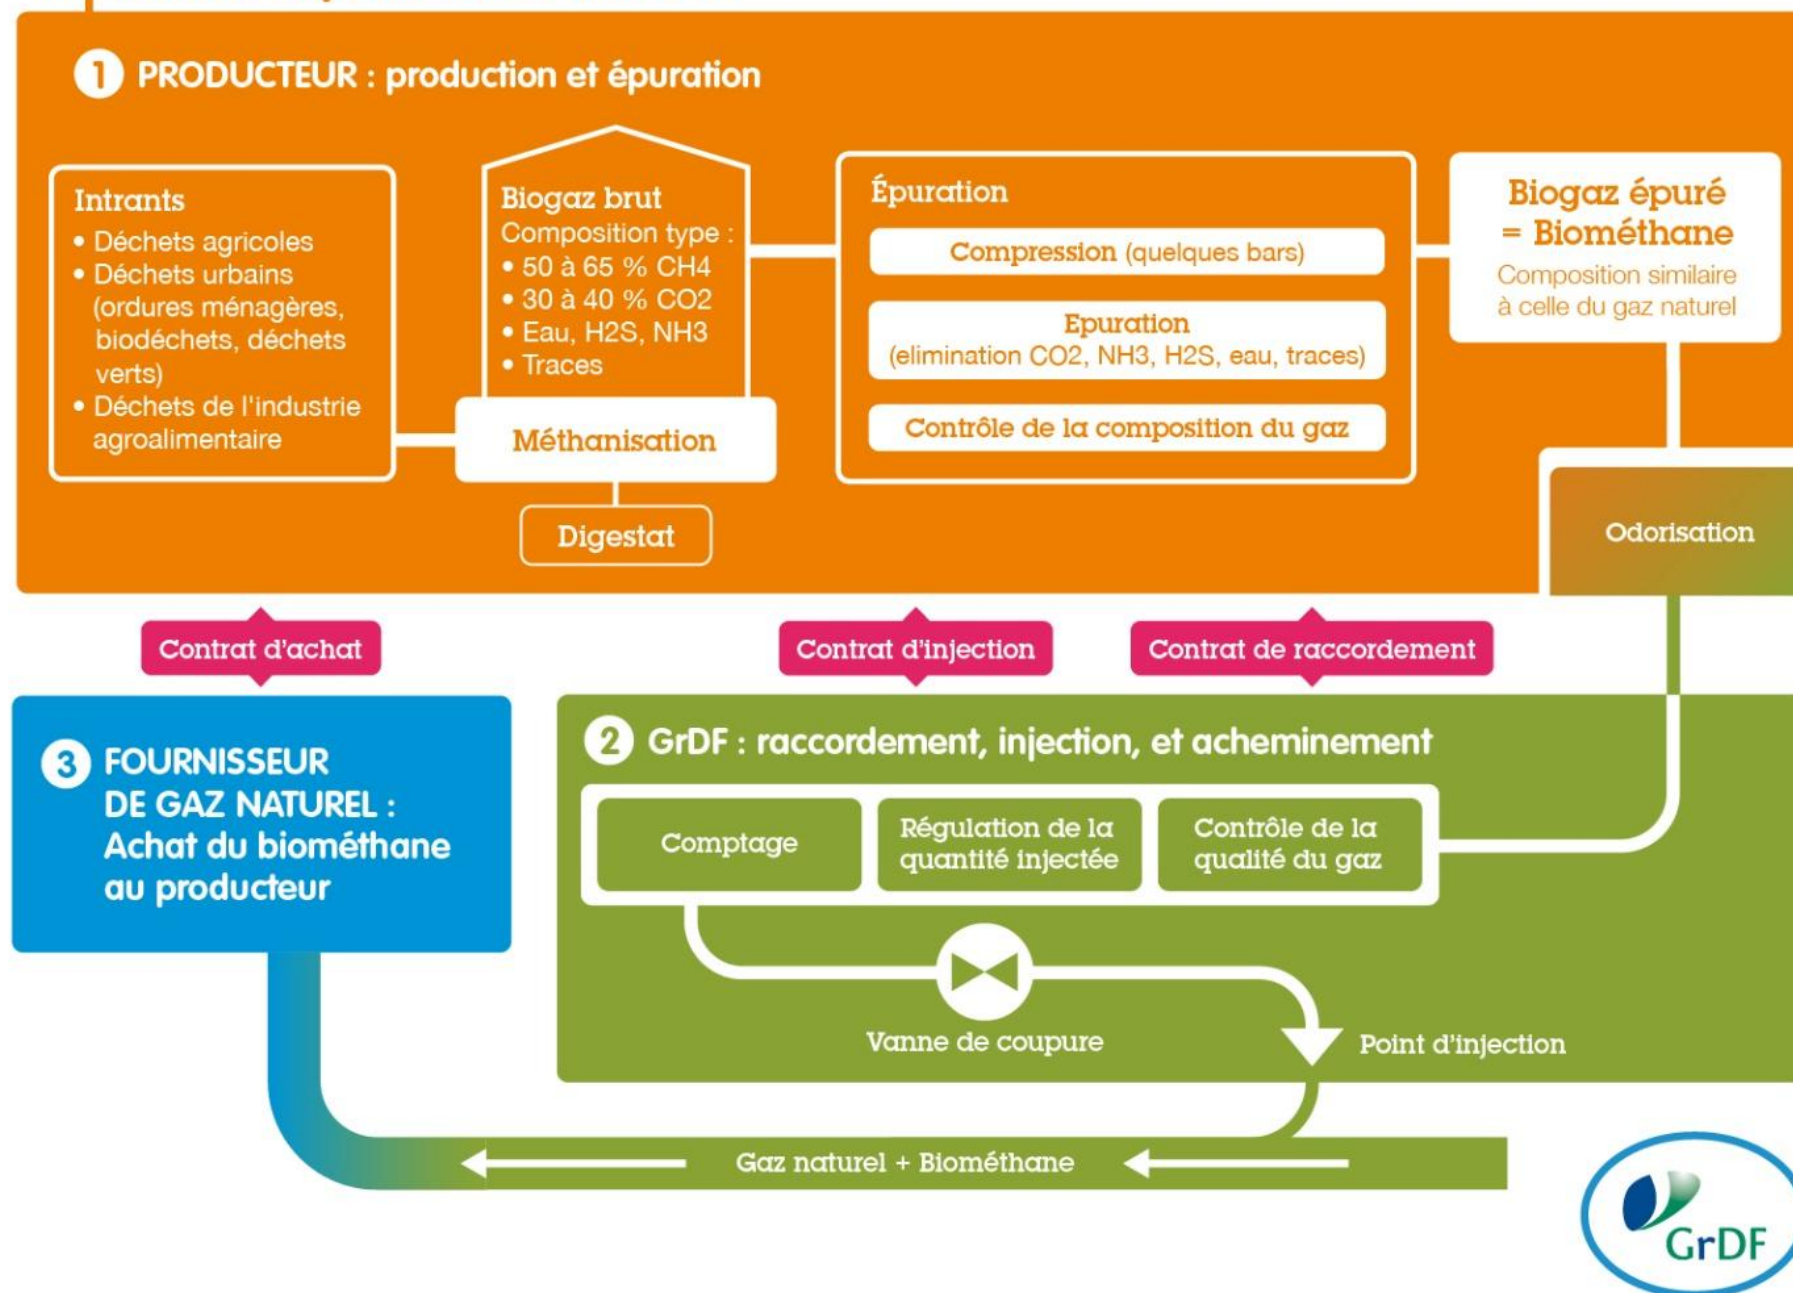 1 PRODUCTEUR : production et épuration
Intrants
• Déchets agricoles
• Déchets urbains
(ordures ménagères,
biodéchets, déchets
verts)
• Déchets de l'industrie
agroalimentaire
Biogaz brut
Composition type :
• 50 à 65 % CH4
• 30 à 40 % CO2
• Eau, H2S, NH3
• Traces
Méthanisation
Digestat
Épuration
Compression (quelques bars)
Epuration
(elimination CO2, NH3, H2S, eau, traces)
Contrôle de la composition du gaz
Biogaz épuré
= Biométhane
Composition similaire
à celle du gaz naturel
Odorisation
Contrat d'achat
Contrat d'injection
Contrat de raccordement
3 FOURNISSEUR
DE GAZ NATUREL :
Achat du biométhane
au producteur
2 GrDF : raccordement, injection, et acheminement
Comptage
Régulation de la
quantité injectée
Contrôle de la
qualité du gaz
Vanne de coupure
Point d'injection
Gaz naturel + Biométhane
GrDF